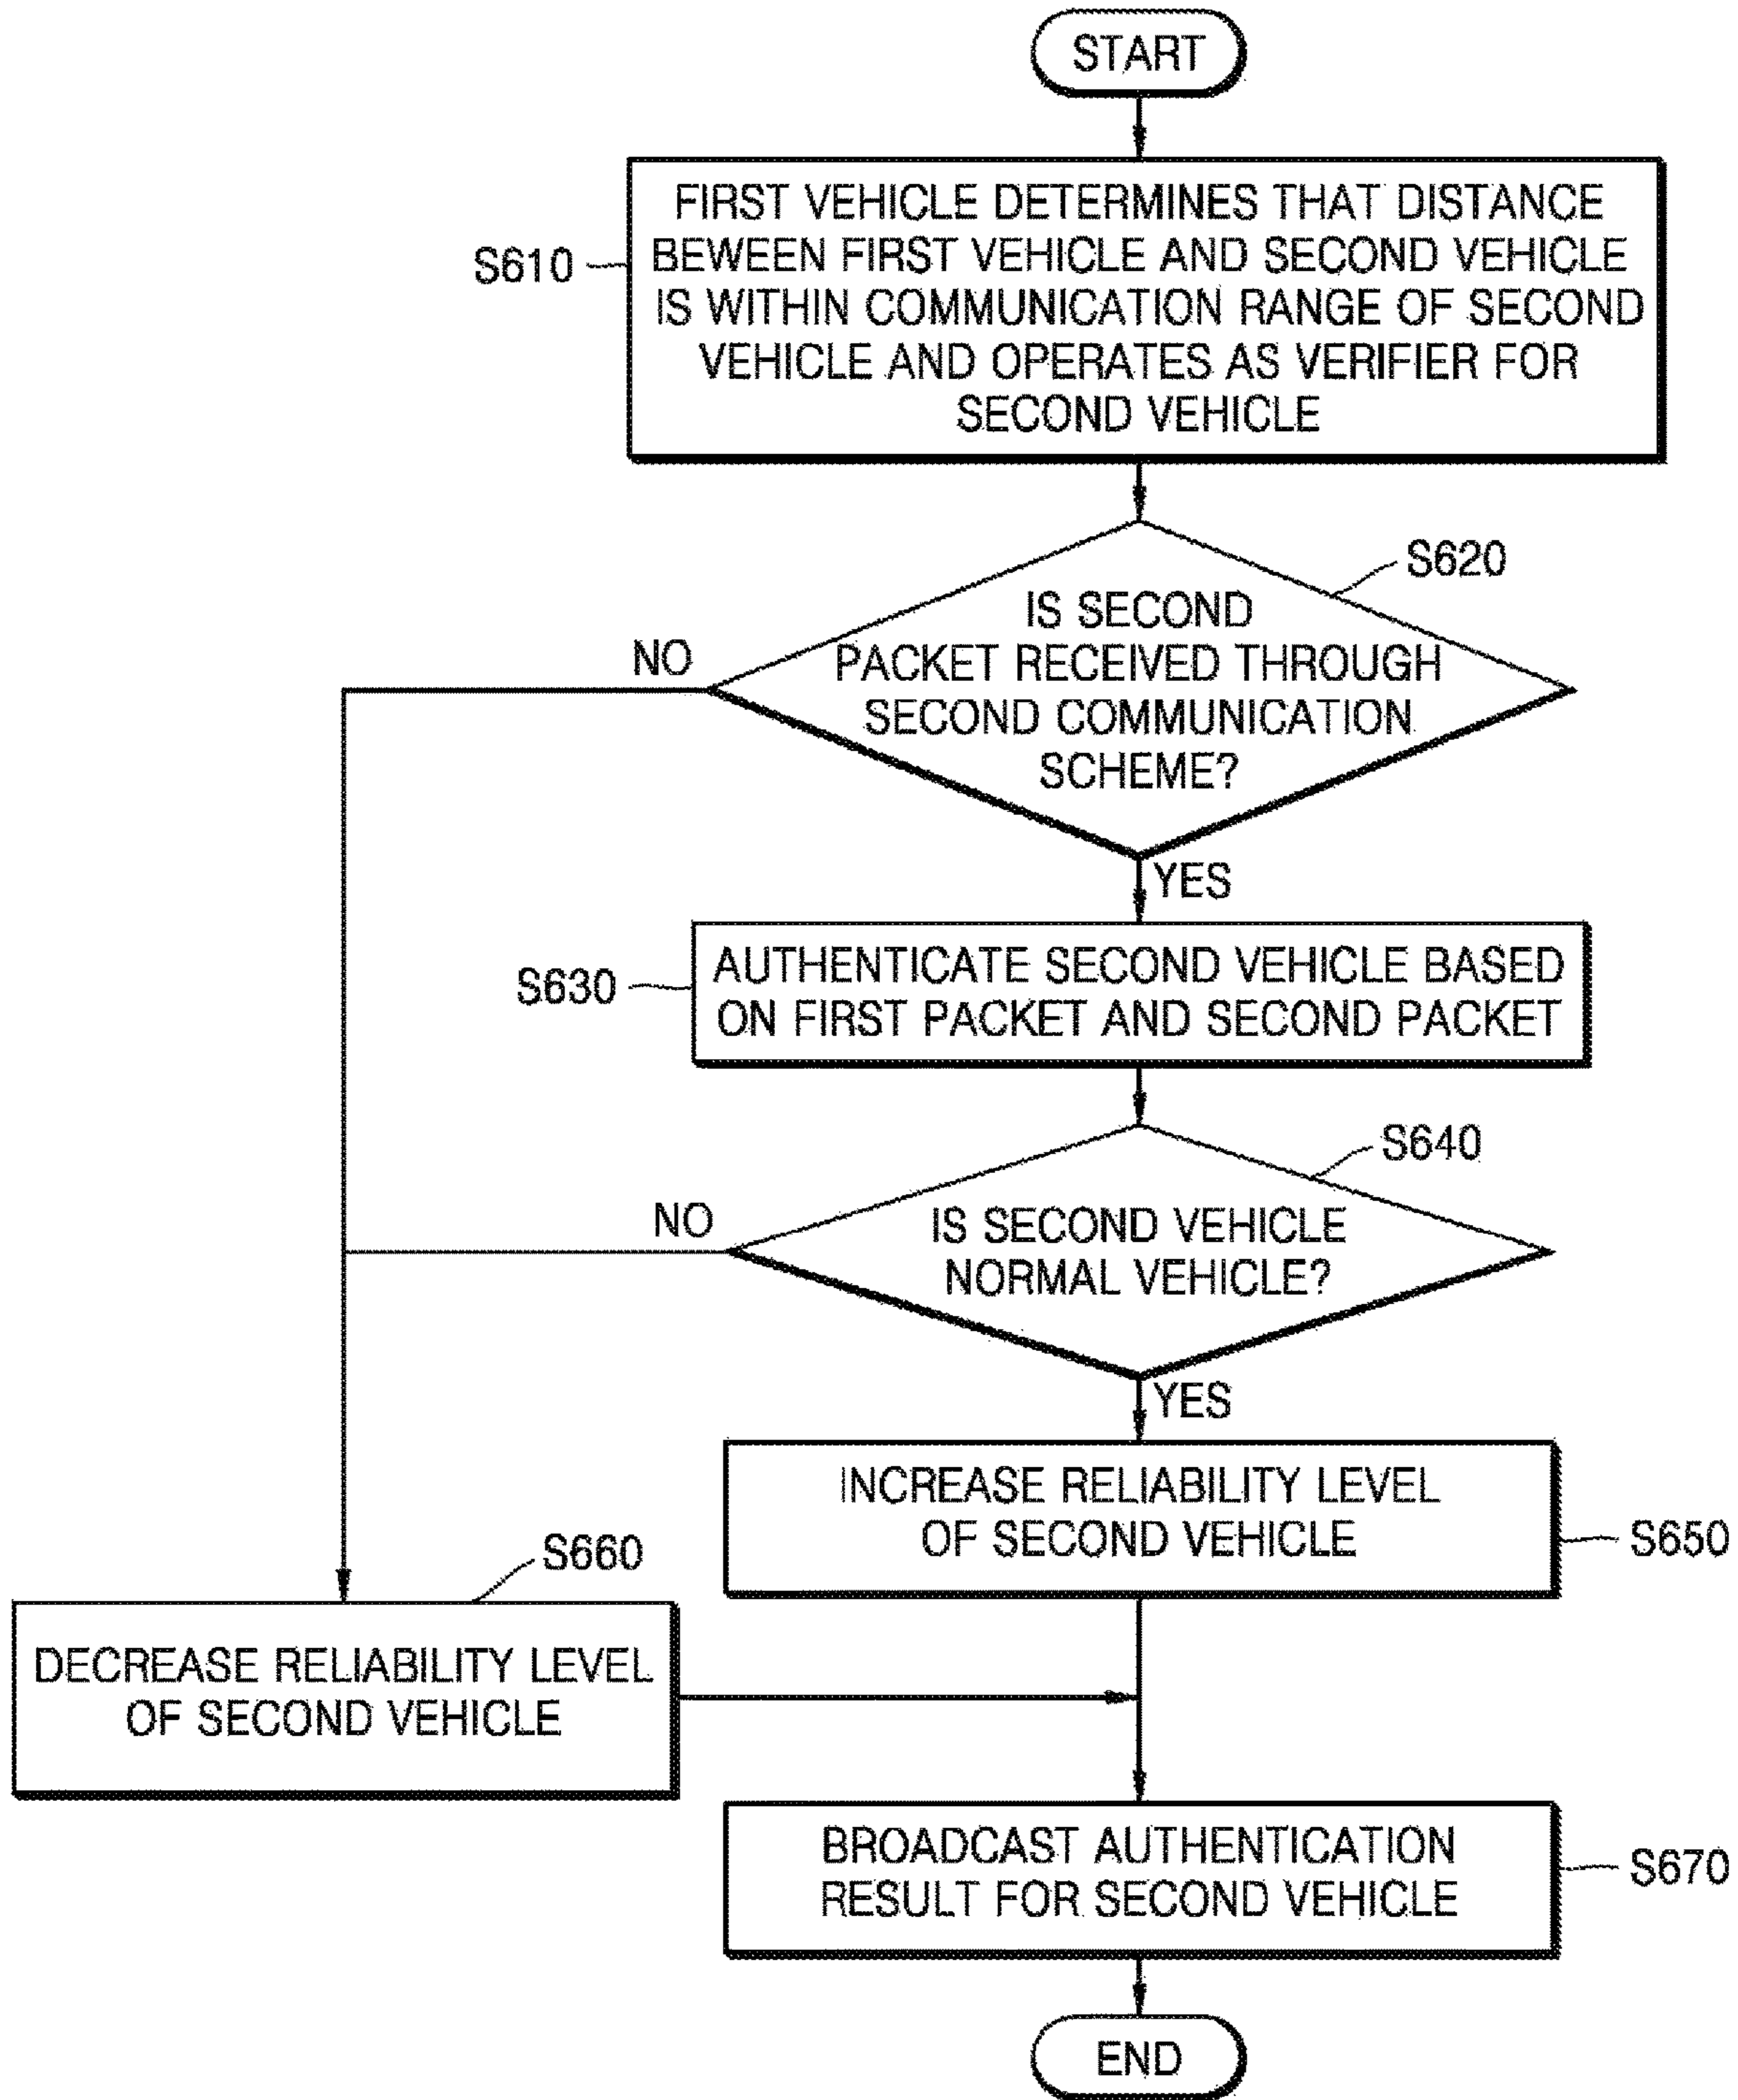 START
S610
FIRST VEHICLE DETERMINES THAT DISTANCE
BEWEEN FIRST VEHICLE AND SECOND VEHICLE
IS WITHIN COMMUNICATION RANGE OF SECOND
VEHICLE AND OPERATES AS VERIFIER FOR
SECOND VEHICLE
S620
IS SECOND
PACKET RECEIVED THROUGH
SECOND COMMUNICATION
SCHEME?
NO
YES
S630
AUTHENTICATE SECOND VEHICLE BASED
ON FIRST PACKET AND SECOND PACKET
S640
IS SECOND VEHICLE
NORMAL VEHICLE?
NO
YES
INCREASE RELIABILITY LEVEL
OF SECOND VEHICLE
S650
S660
DECREASE RELIABILITY LEVEL
OF SECOND VEHICLE
BROADCAST AUTHENTICATION
RESULT FOR SECOND VEHICLE
S670
END